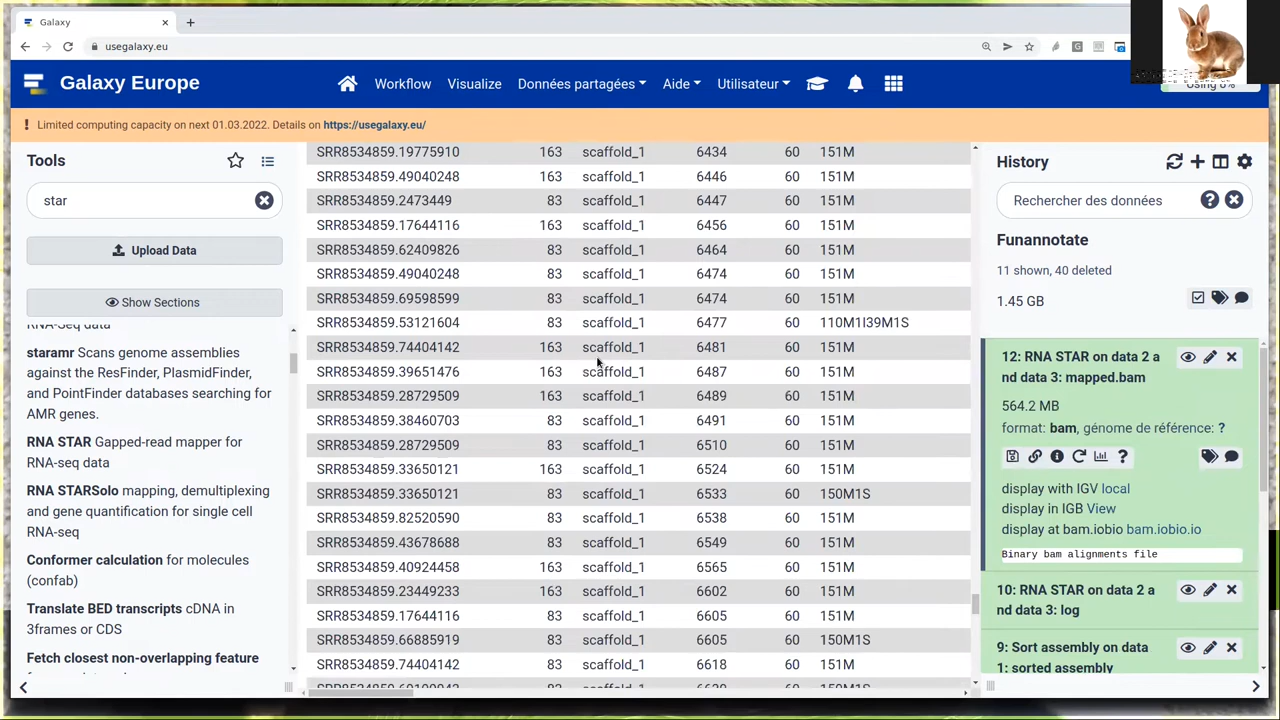 Galaxy
usegalaxy.eu
Galaxy Europe
Workflow Visualize Données partagées Aide Utilisateur
Using 6%
! Limited computing capacity on next 01.03.2022. Details on https://usegalaxy.eu/
Tools
star
Upload Data
Show Sections
RNA-Seq data
staramr Scans genome assemblies
against the ResFinder, PlasmidFinder,
and PointFinder databases searching for
AMR genes.
RNA STAR Gapped-read mapper for
RNA-seq data
RNA STARSolo mapping, demultiplexing
and gene quantification for single cell
RNA-seq
Conformer calculation for molecules
(confab)
Translate BED transcripts cDNA in
3frames or CDS
Fetch closest non-overlapping feature
SRR8534859.19775910 163 scaffold_1 6434 60 151M
SRR8534859.49040248 163 scaffold_1 6446 60 151M
SRR8534859.2473449 83 scaffold_1 6447 60 151M
SRR8534859.17644116 163 scaffold_1 6456 60 151M
SRR8534859.62409826 83 scaffold_1 6464 60 151M
SRR8534859.49040248 83 scaffold_1 6474 60 151M
SRR8534859.69598599 83 scaffold_1 6474 60 151M
SRR8534859.53121604 83 scaffold_1 6477 60 110M1I39M1S
SRR8534859.74404142 163 scaffold_1 6481 60 151M
SRR8534859.39651476 163 scaffold_1 6487 60 151M
SRR8534859.28729509 163 scaffold_1 6489 60 151M
SRR8534859.38460703 83 scaffold_1 6491 60 151M
SRR8534859.28729509 83 scaffold_1 6510 60 151M
SRR8534859.33650121 163 scaffold_1 6524 60 151M
SRR8534859.33650121 83 scaffold_1 6533 60 150M1S
SRR8534859.82520590 83 scaffold_1 6538 60 151M
SRR8534859.43678688 83 scaffold_1 6549 60 151M
SRR8534859.40924458 163 scaffold_1 6565 60 151M
SRR8534859.23449233 163 scaffold_1 6602 60 151M
SRR8534859.17644116 83 scaffold_1 6605 60 151M
SRR8534859.66885919 83 scaffold_1 6605 60 150M1S
SRR8534859.74404142 83 scaffold_1 6618 60 151M
History
Rechercher des données
Funannotate
11 shown, 40 deleted
1.45 GB
12: RNA STAR on data 2 a
nd data 3: mapped.bam
564.2 MB
format: bam, génome de référence: ?
display with IGV local
display in IGB View
display at bam.iobio bam.iobio.io
Binary bam alignments file
10: RNA STAR on data 2 a
nd data 3: log
9: Sort assembly on data
1: sorted assembly